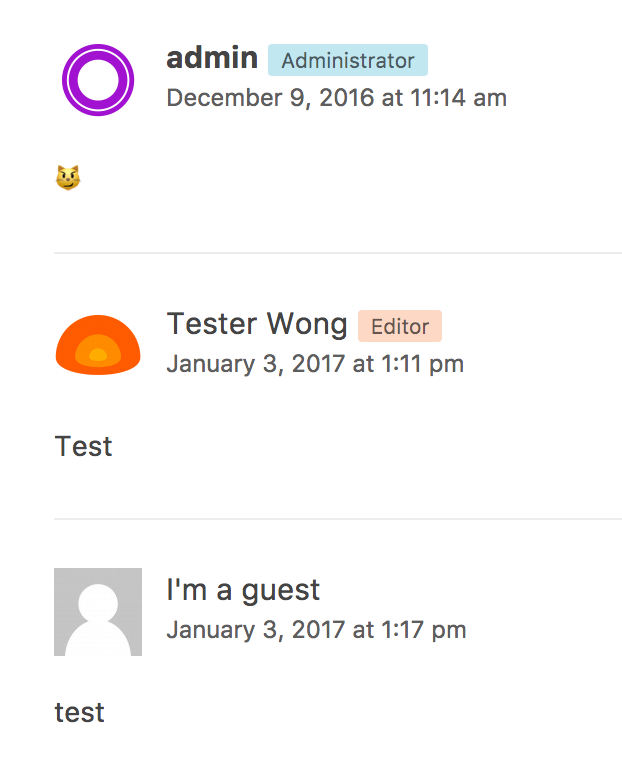 admin Administrator
December 9, 2016 at 11:14 am
😼
Tester Wong Editor
January 3, 2017 at 1:11 pm
Test
I'm a guest
January 3, 2017 at 1:17 pm
test